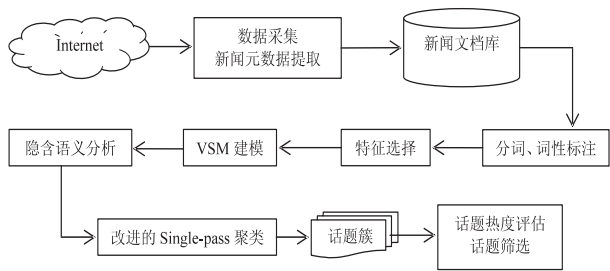 Internet
数据采集
新闻元数据提取
新闻文档库
分词、词性标注
特征选择
VSM 建模
隐含语义分析
改进的 Single-pass 聚类
话题簇
话题热度评估
话题筛选